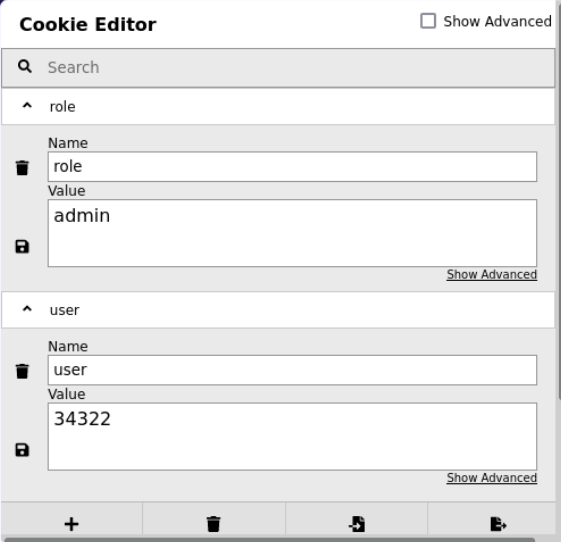 Cookie Editor
Show Advanced
Search
role
Name
role
Value
admin
Show Advanced
user
Name
user
Value
34322
Show Advanced